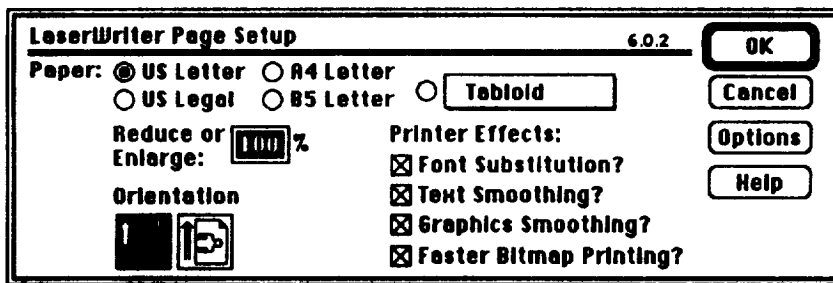 LaserWriter Page Setup 6.0.2 OK
Paper: US Letter A4 Letter
US Legal B5 Letter Tabloid Cancel
Reduce or Enlarge: 100 %
Printer Effects: Options
Font Substitution?
Orientation Text Smoothing? Help
Graphics Smoothing?
Faster Bitmap Printing?